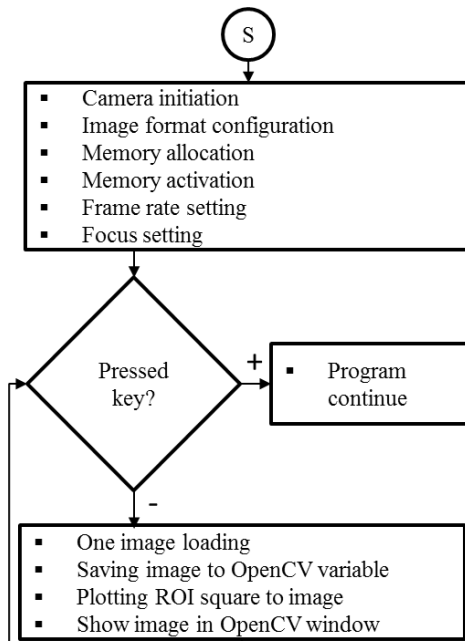 S
▪ Camera initiation
▪ Image format configuration
▪ Memory allocation
▪ Memory activation
▪ Frame rate setting
▪ Focus setting
Pressed
key?
+
▪ Program
continue
-
▪ One image loading
▪ Saving image to OpenCV variable
▪ Plotting ROI square to image
▪ Show image in OpenCV window